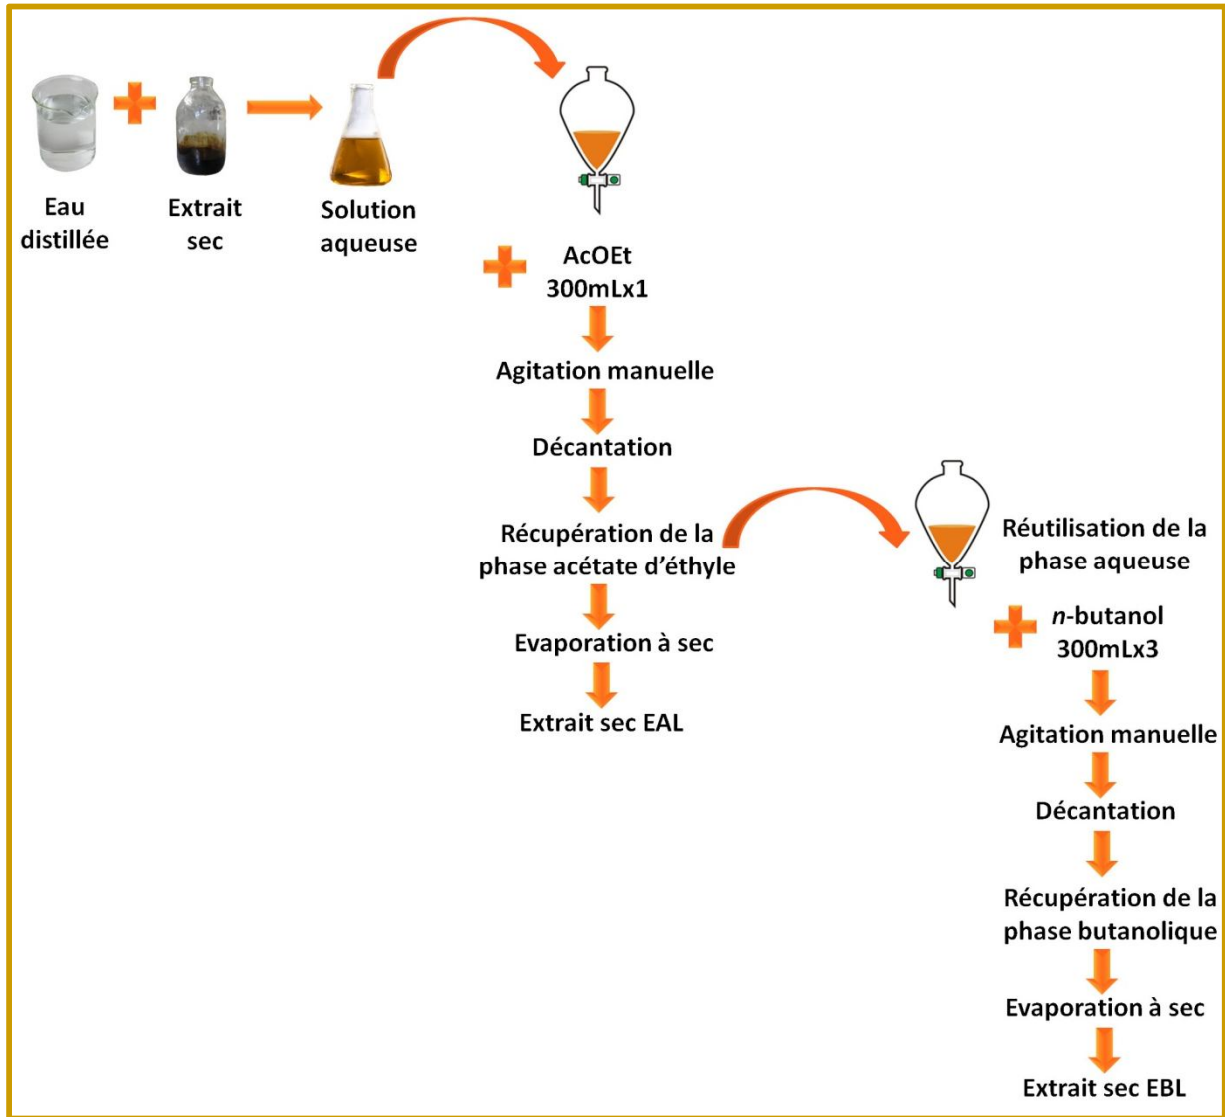 Eau
distillée
Extrait
sec
Solution
aqueuse
AcOEt
300mLx1
Agitation manuelle
Décantation
Récupération de la
phase acétate d'éthyle
Evaporation à sec
Extrait sec EAL
Réutilisation de la
phase aqueuse
n-butanol
300mLx3
Agitation manuelle
Décantation
Récupération de la
phase butanolique
Evaporation à sec
Extrait sec EBL